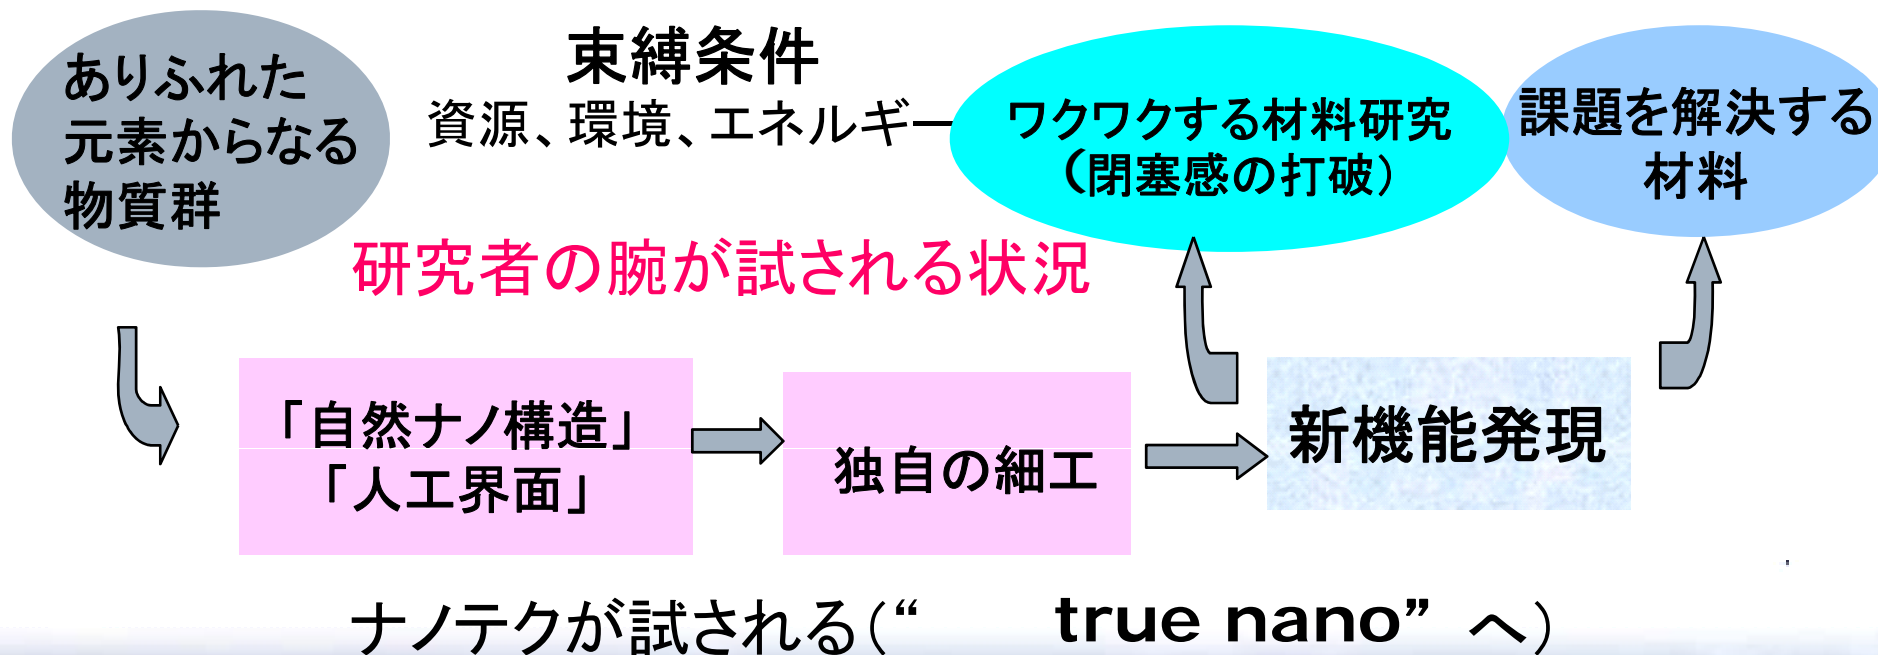 ありふれた
元素からなる
物質群
束縛条件
資源、環境、エネルギー
ワクワクする材料研究
（閉塞感の打破）
課題を解決する
材料
研究者の腕が試される状況
「自然ナノ構造」
「人工界面」
独自の細工
新機能発現
ナノテクが試される（“ true nano” へ）